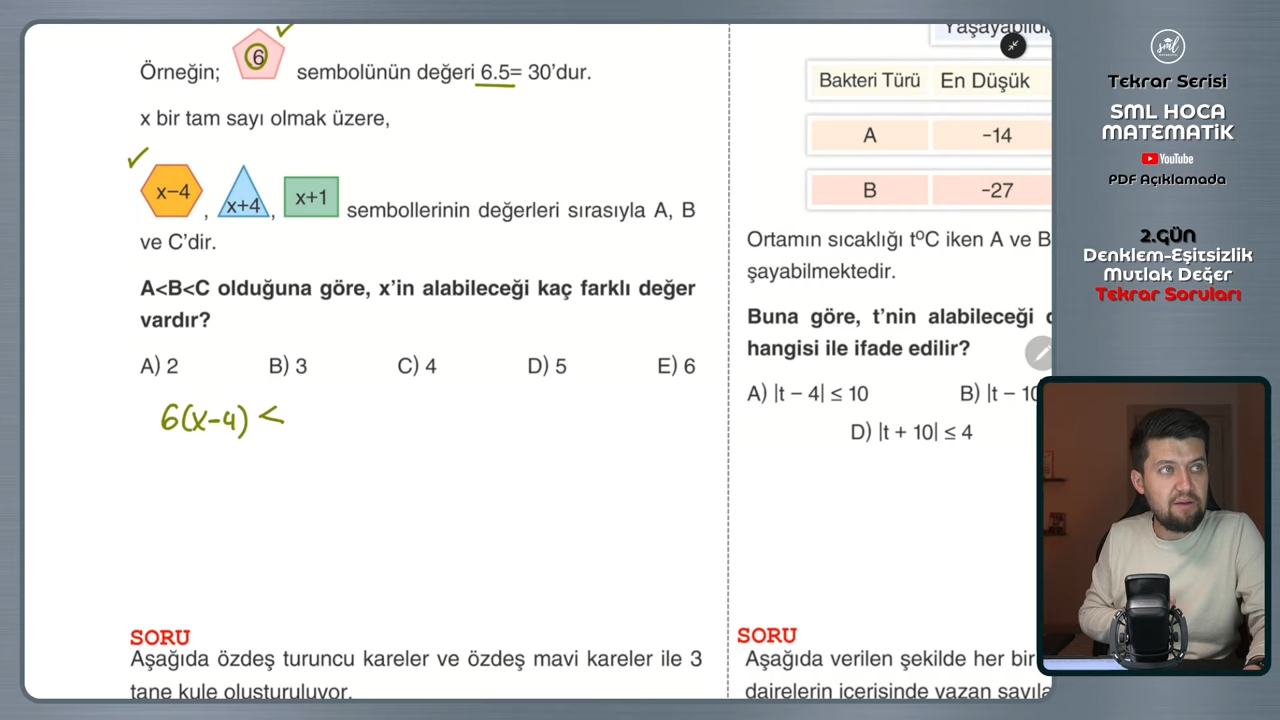 6
Örneğin; sembolünün değeri 6.5= 30'dur.
x bir tam sayı olmak üzere,
x−4 , x+4 , x+1 sembollerinin değerleri sırasıyla A, B
ve C'dir.
A<B<C olduğuna göre, x'in alabileceği kaç farklı değer
vardır?
A) 2 B) 3 C) 4 D) 5 E) 6
6(x-4) <
SORU
Aşağıda özdeş turuncu kareler ve özdeş mavi kareler ile 3
tane kule oluşturuluyor.
Bakteri Türü En Düşük
A −14
B −27
Ortamın sıcaklığı t°C iken A ve B
şayabilmektedir.
Buna göre, t'nin alabileceği
hangisi ile ifade edilir?
A) |t − 4| ≤ 10 B) |t − 10
D) |t + 10| ≤ 4
SORU
Aşağıda verilen şekilde her bir
dairelerin içerisinde yazan
sml
Tekrar Serisi
SML HOCA
MATEMATİK
YouTube
PDF Açıklamada
2.GÜN
Denklem-Eşitsizlik
Mutlak Değer
Tekrar Soruları